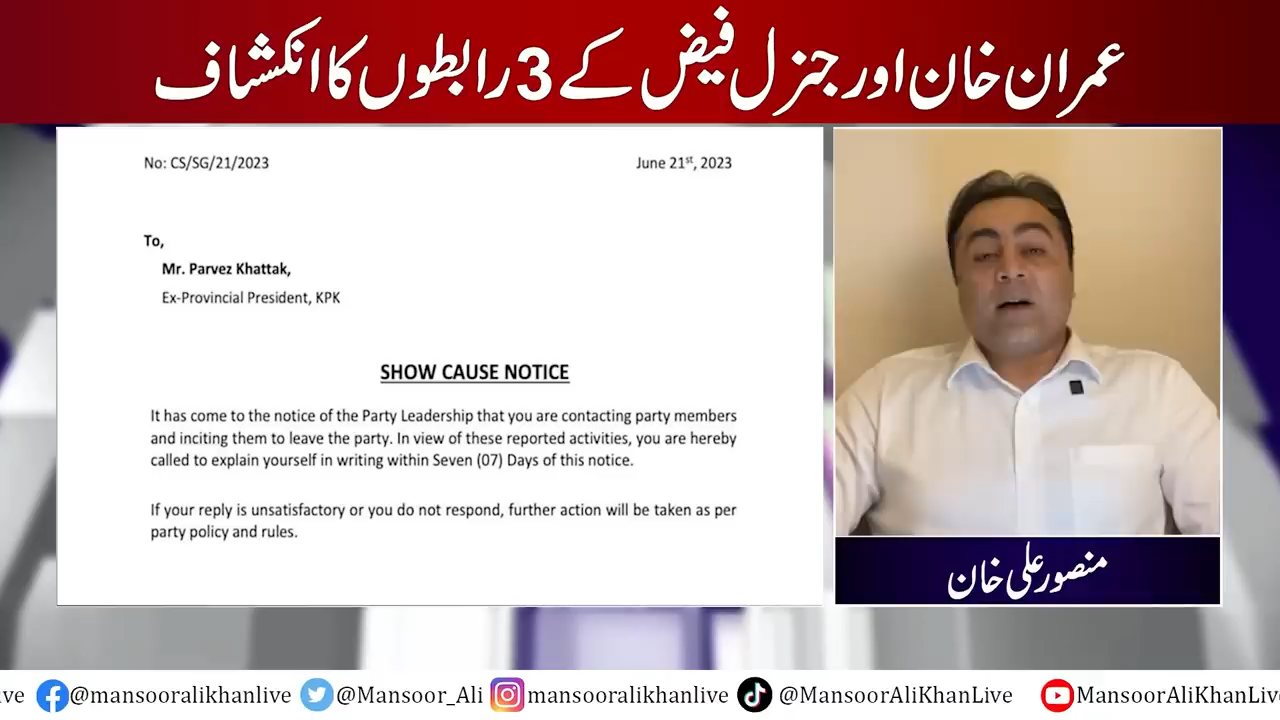 عمران خان اور جنرل فیض کے 3 رابطوں کا انکشاف
No: CS/SG/21/2023 June 21st, 2023
To,
Mr. Parvez Khattak,
Ex-Provincial President, KPK
SHOW CAUSE NOTICE
It has come to the notice of the Party Leadership that you are contacting party members
and inciting them to leave the party. In view of these reported activities, you are hereby
called to explain yourself in writing within Seven (07) Days of this notice.
If your reply is unsatisfactory or you do not respond, further action will be taken as per
party policy and rules.
منصور علی خان
ve @mansooralikhanlive @Mansoor_Ali mansooralikhanlive @MansoorAliKhanLive MansoorAliKhanLive